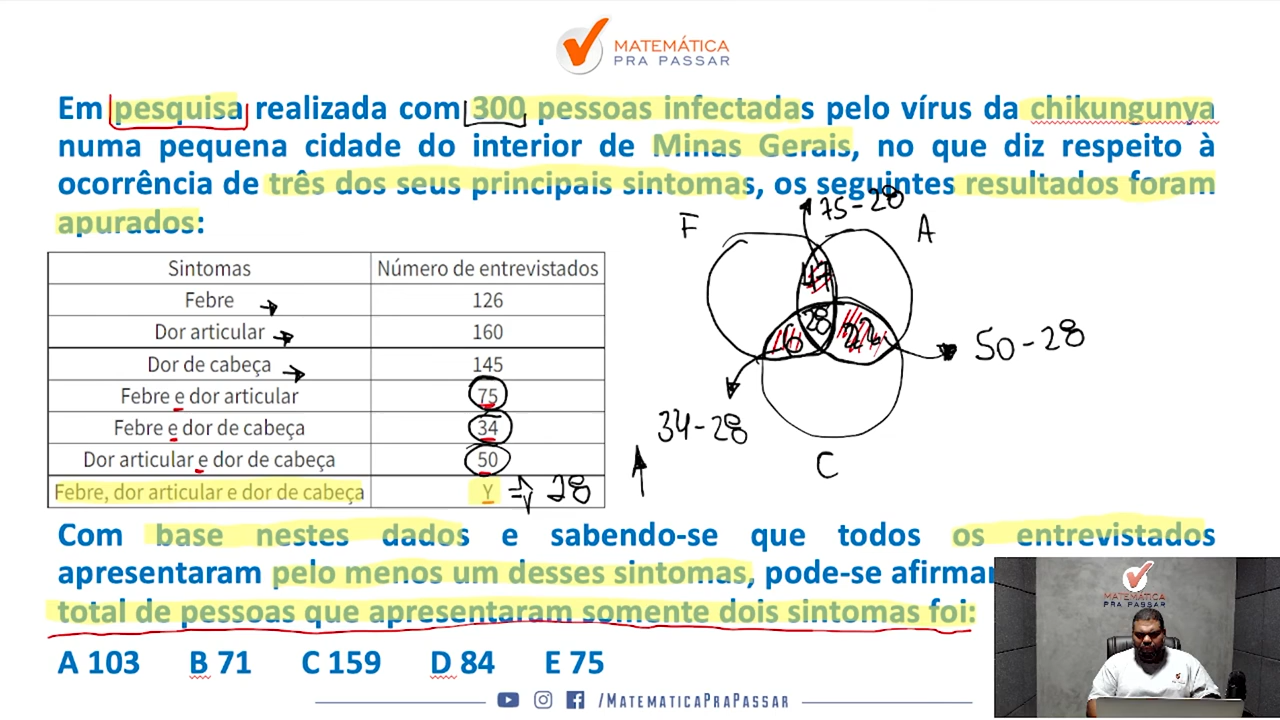 MATEMÁTICA
PRA PASSAR
Em pesquisa realizada com 300 pessoas infectadas pelo vírus da chikungunya
numa pequena cidade do interior de Minas Gerais, no que diz respeito à
ocorrência de três dos seus principais sintomas, os seguintes resultados foram
apurados:
Sintomas Número de entrevistados
Febre 126
Dor articular 160
Dor de cabeça 145
Febre e dor articular 75
Febre e dor de cabeça 34
Dor articular e dor de cabeça 50
Febre, dor articular e dor de cabeça Y 28
75-28
F
A
47
28
6
22
50-28
34-28
C
Com base nestes dados e sabendo-se que todos os entrevistados
apresentaram pelo menos um desses sintomas, pode-se afirmar
total de pessoas que apresentaram somente dois sintomas foi:
A 103 B 71 C 159 D 84 E 75
/MATEMATICAPRAPASSAR
MATEMÁTICA
PRA PASSAR